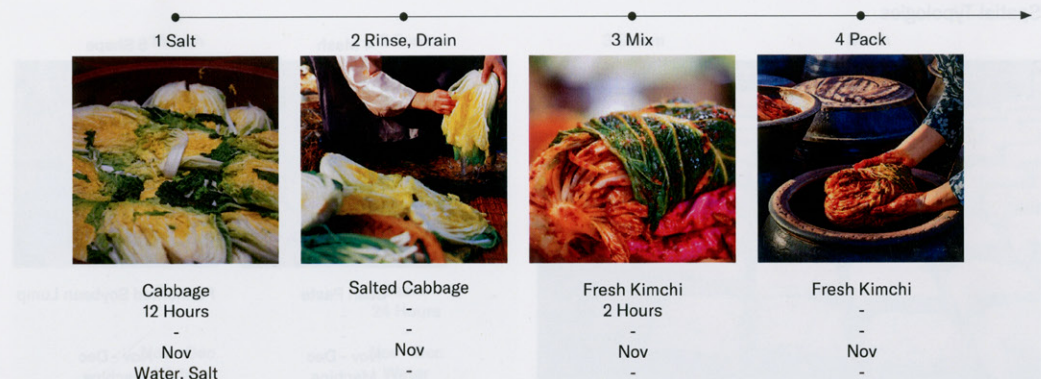 1 Salt
2 Rinse, Drain
3 Mix
4 Pack
Cabbage
12 Hours
-
Nov
Water, Salt
Salted Cabbage
-
-
Nov
-
Fresh Kimchi
2 Hours
-
Nov
-
Fresh Kimchi
-
-
Nov
-